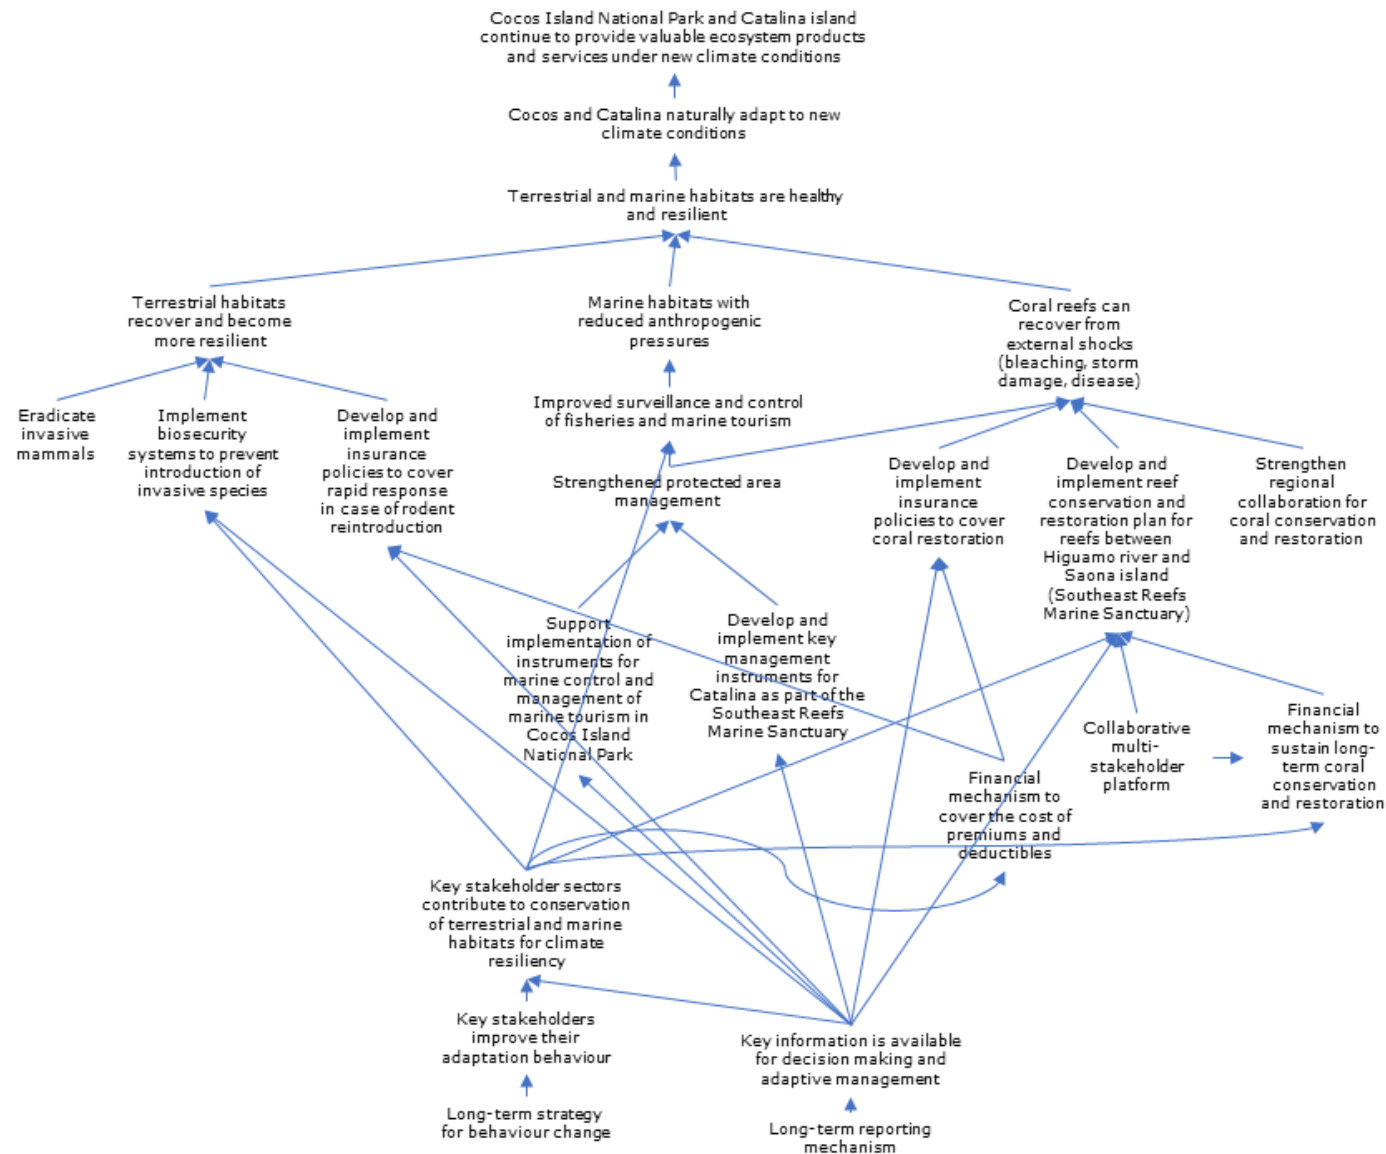 Cocos Island National Park and Catalina island
continue to provide valuable ecosystem products
and services under new climate conditions
Cocos and Catalina naturally adapt to new
climate conditions
Terrestrial and marine habitats are healthy
and resilient
Terrestrial habitats
recover and become
more resilient
Marine habitats with
reduced anthropogenic
pressures
Coral reefs can
recover from
external shocks
(bleaching, storm
damage, disease)
Eradicate
invasive
mammals
Implement
biosecurity
systems to prevent
introduction of
invasive species
Develop and
implement
insurance
policies to cover
rapid response
in case of rodent
reintroduction
Improved surveillance and control
of fisheries and marine tourism
Strengthened protected area
management
Develop and
implement
insurance
policies to cover
coral restoration
Develop and
implement reef
conservation and
restoration plan for
reefs between
Higuamo river and
Saona island
(Southeast Reefs
Marine Sanctuary)
Strengthen
regional
collaboration for
coral conservation
and restoration
Support
implementation of
instruments for
marine control and
management of
marine tourism in
Cocos Island
National Park
Develop and
implement key
management
instruments for
Catalina as part of the
Southeast Reefs
Marine Sanctuary
Financial
mechanism to
cover the cost of
premiums and
deductibles
Collaborative
multi-
stakeholder
platform
Financial
mechanism to
sustain long-
term coral
conservation
and restoration
Key stakeholder sectors
contribute to conservation
of terrestrial and marine
habitats for climate
resiliency
Key stakeholders
improve their
adaptation behaviour
Long-term strategy
for behaviour change
Key information is available
for decision making and
adaptive management
Long-term reporting
mechanism